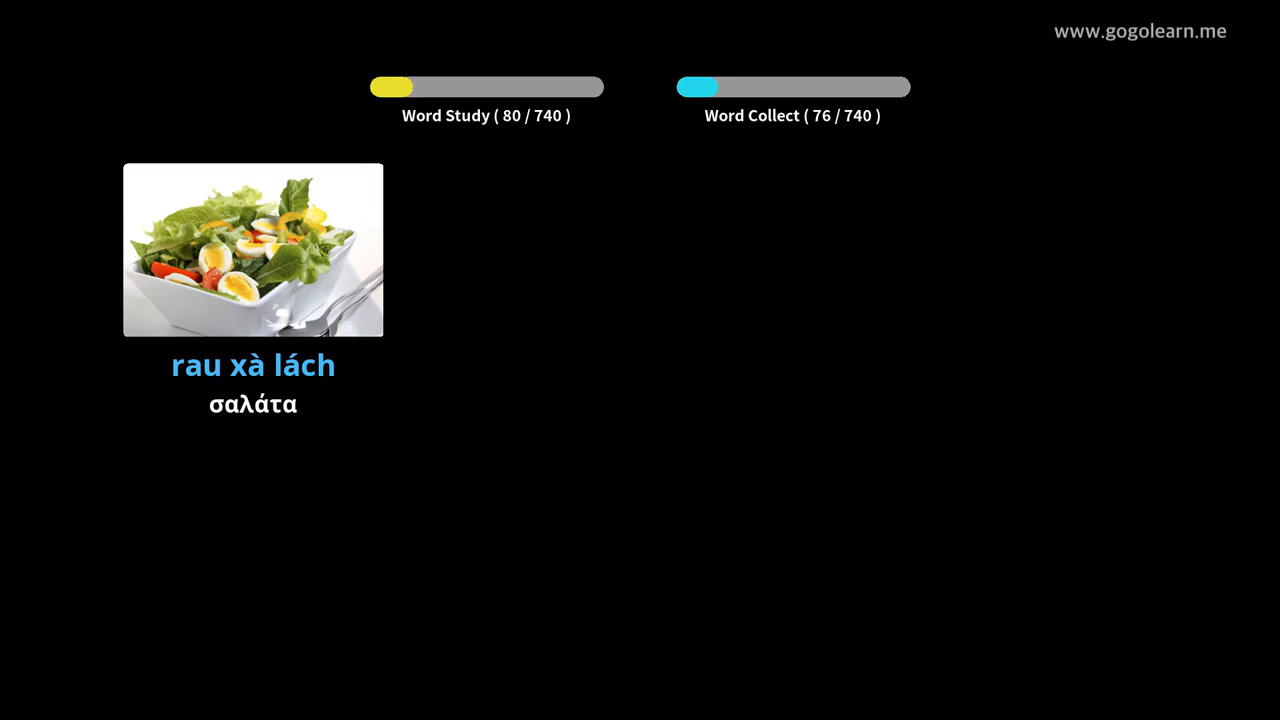 www.gogolearn.me
Word Study ( 80 / 740 )
Word Collect ( 76 / 740 )
rau xà lách
σαλάτα